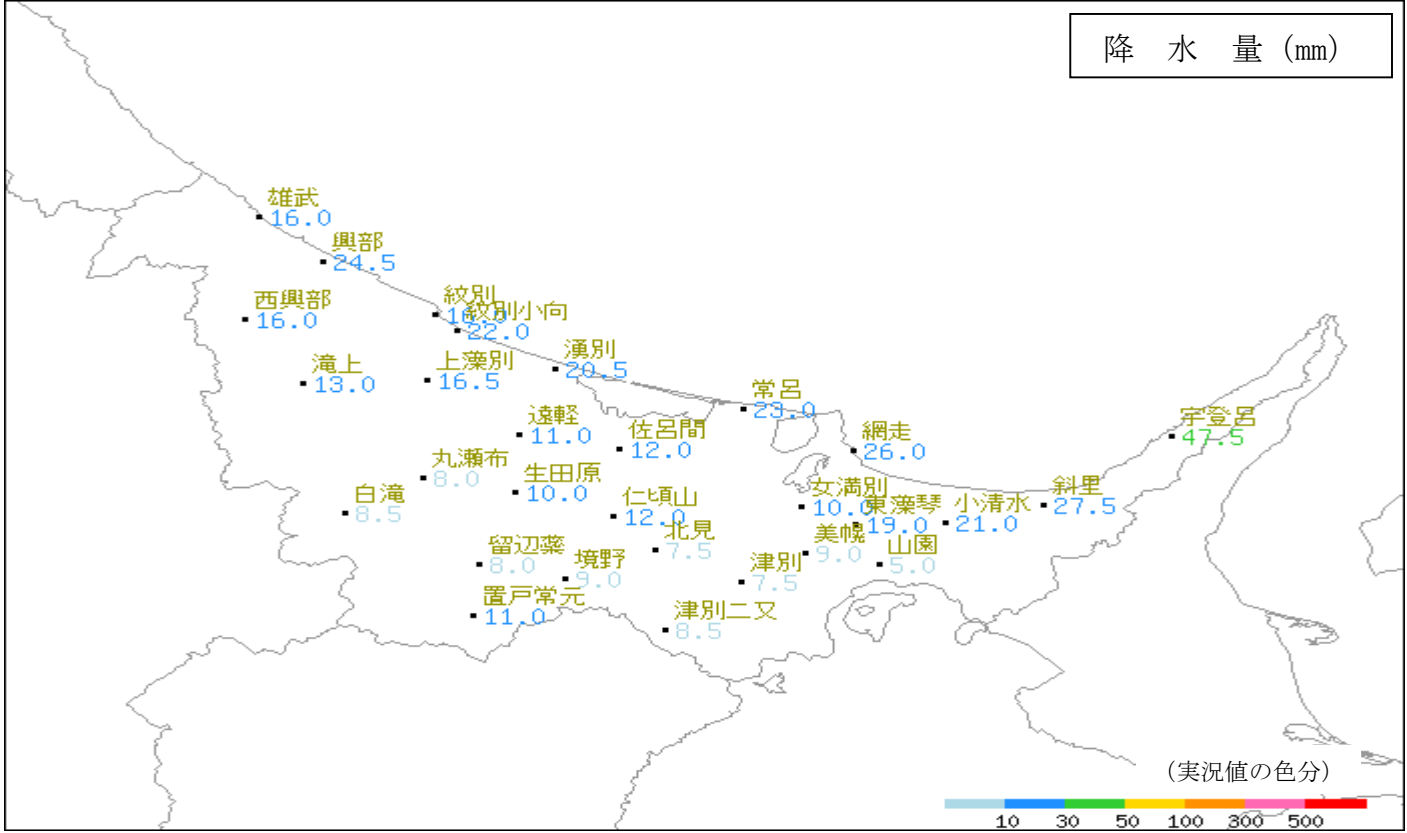 降 水 量 (mm)
雄武
16.0
興部
24.5
西興部
16.0
紋別
紋別小向
22.0
滝上
13.0
上藻別
16.5
湧別
20.5
常呂
23.0
宇登呂
47.5
遠軽
11.0
佐呂間
12.0
網走
26.0
丸瀬布
8.0
生田原
10.0
白滝
8.5
仁頃山
12.0
女満別
10.0
東藻琴
19.0
小清水
21.0
斜里
27.5
北見
7.5
美幌
9.0
山園
5.0
留辺蘂
8.0
境野
9.0
津別
7.5
置戸常元
11.0
津別二又
8.5
(実況値の色分)
10 30 50 100 300 500